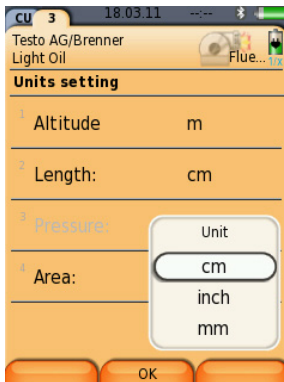 CU 3 18.03.11 --:--
Testo AG/Brenner
Light Oil
Flue... 1/x
Units setting
1 Altitude m
2 Length: cm
3 Pressure:
4 Area:
Unit
cm
inch
mm
OK